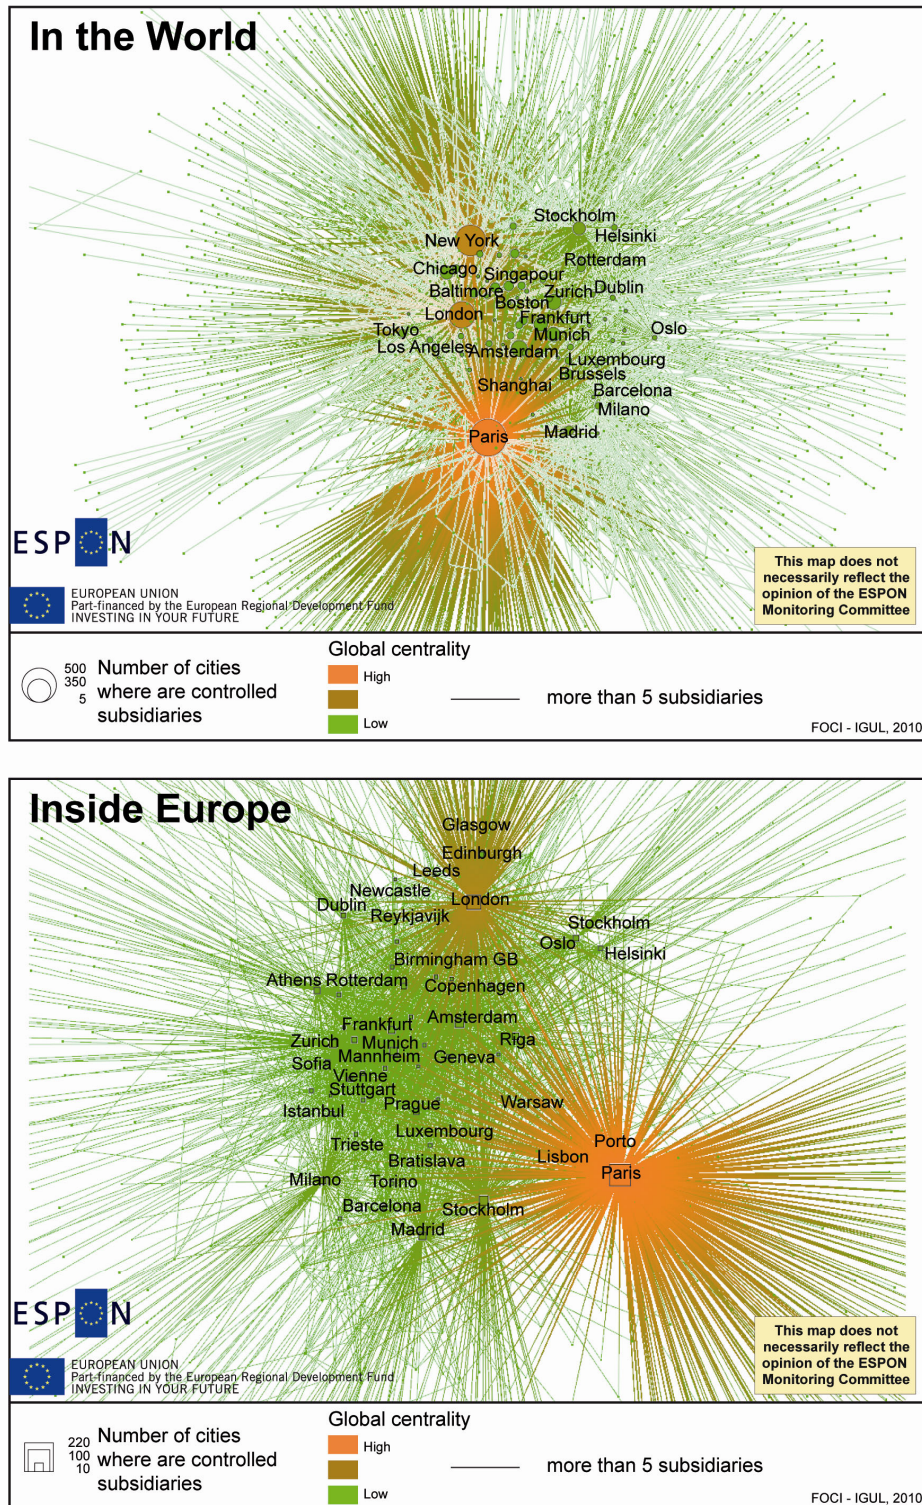 In the World
Stockholm
New York
Helsinki
Rotterdam
Chicago
Singapour
Baltimore
Zurich
Dublin
Boston
London
Frankfurt
Tokyo
Munich
Oslo
Los Angeles
Amsterdam
Luxembourg
Brussels
Shanghai
Barcelona
Milano
Paris
Madrid
ESPON
EUROPEAN UNION
Part-financed by the European Regional Development Fund
INVESTING IN YOUR FUTURE
This map does not
necessarily reflect the
opinion of the ESPON
Monitoring Committee
500
350
5
Number of cities
where are controlled
subsidiaries
Global centrality
High
Low
more than 5 subsidiaries
FOCI - IGUL, 2010
Inside Europe
Glasgow
Edinburgh
Leeds
Newcastle
Dublin
London
Reykjavijk
Stockholm
Oslo
Helsinki
Birmingham GB
Athens
Rotterdam
Copenhagen
Frankfurt
Amsterdam
Zurich
Munich
Riga
Mannheim
Geneva
Sofia
Vienne
Stuttgart
Istanbul
Prague
Warsaw
Luxembourg
Trieste
Porto
Lisbon
Bratislava
Paris
Milano
Torino
Barcelona
Stockholm
Madrid
ESPON
EUROPEAN UNION
Part-financed by the European Regional Development Fund
INVESTING IN YOUR FUTURE
This map does not
necessarily reflect the
opinion of the ESPON
Monitoring Committee
220
100
10
Number of cities
where are controlled
subsidiaries
Global centrality
High
Low
more than 5 subsidiaries
FOCI - IGUL, 2010